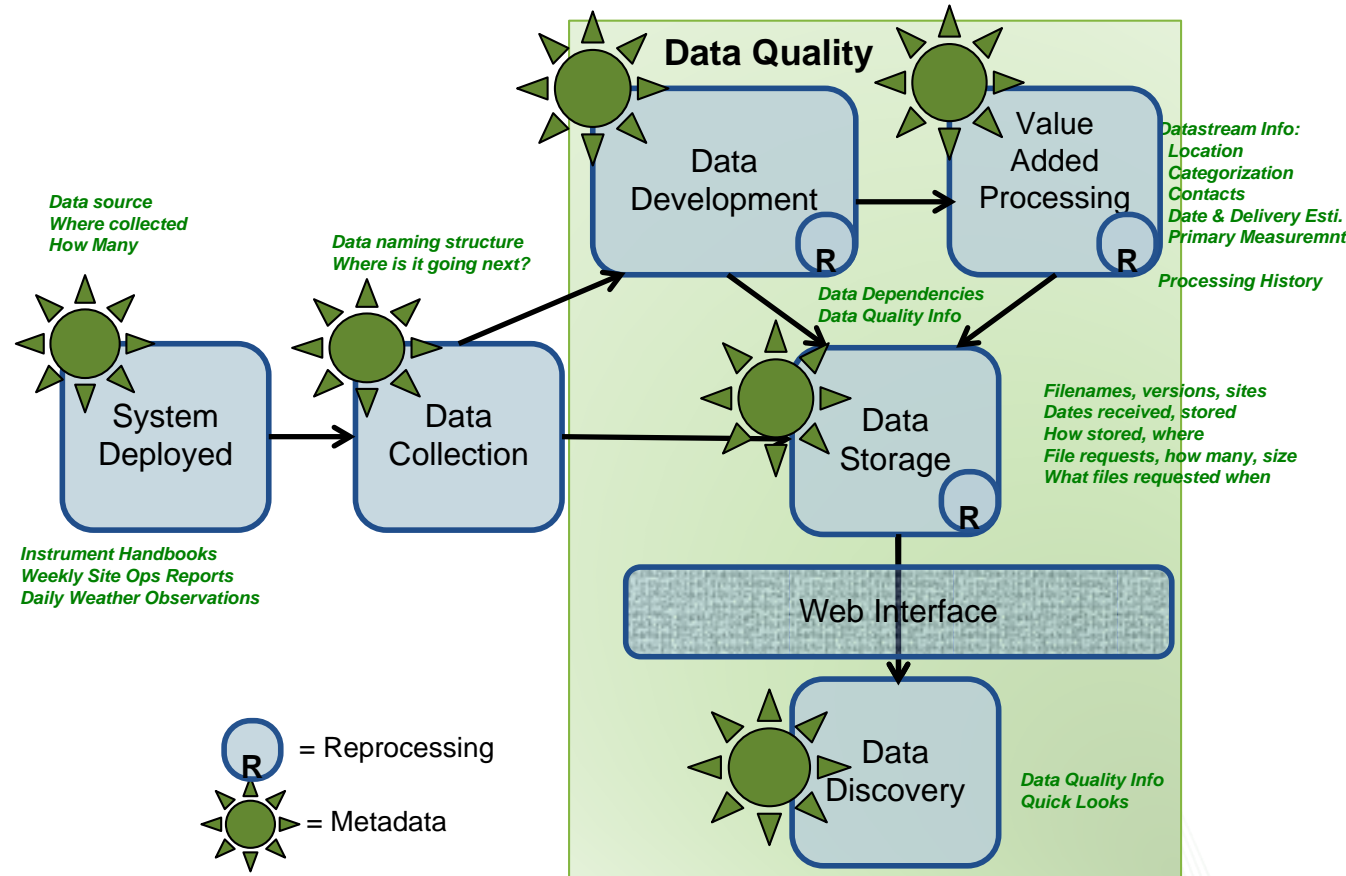 Data Quality
Data
Development
R
Value
Added
Processing
R
Datastream Info:
Location
Categorization
Contacts
Date & Delivery Esti.
Primary Measuremnt
Processing History
Data source
Where collected
How Many
Data naming structure
Where is it going next?
Data Dependencies
Data Quality Info
System
Deployed
Data
Collection
Data
Storage
R
Filenames, versions, sites
Dates received, stored
How stored, where
File requests, how many, size
What files requested when
Instrument Handbooks
Weekly Site Ops Reports
Daily Weather Observations
Web Interface
Data
Discovery
Data Quality Info
Quick Looks
R = Reprocessing
= Metadata